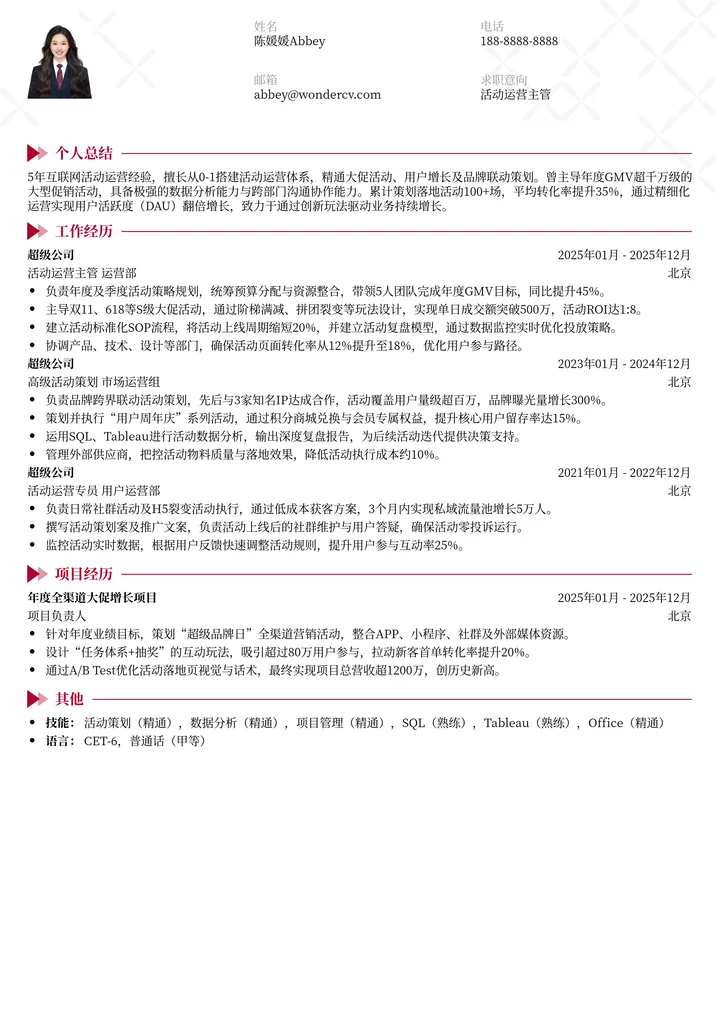 姓名
陈媛媛Abbey
电话
188-8888-8888
邮箱
abbey@wondercv.com
求职意向
活动运营主管
个人总结
5年互联网活动运营经验，擅长从0-1搭建活动运营体系，精通大促活动、用户增长及品牌联动策划。曾主导年度GMV超千万级的
大型促销活动，具备极强的数据分析能力与跨部门沟通协作能力。累计策划落地活动100+场，平均转化率提升35%，通过精细化
运营实现用户活跃度（DAU）翻倍增长，致力于通过创新玩法驱动业务持续增长。
工作经历
超级公司 2025年01月 - 2025年12月
活动运营主管 运营部 北京
• 负责年度及季度活动策略规划，统筹预算分配与资源整合，带领5人团队完成年度GMV目标，同比提升45%。
• 主导双11、618等S级大促活动，通过阶梯满减、拼团裂变等玩法设计，实现单日成交额突破500万，活动ROI达1:8。
• 建立活动标准化SOP流程，将活动上线周期缩短20%，并建立活动复盘模型，通过数据监控实时优化投放策略。
• 协调产品、技术、设计等部门，确保活动页面转化率从12%提升至18%，优化用户参与路径。
超级公司 2023年01月 - 2024年12月
高级活动策划 市场运营组 北京
• 负责品牌跨界联动活动策划，先后与3家知名IP达成合作，活动覆盖用户量级超百万，品牌曝光量增长300%。
• 策划并执行“用户周年庆”系列活动，通过积分商城兑换与会员专属权益，提升核心用户留存率达15%。
• 运用SQL、Tableau进行活动数据分析，输出深度复盘报告，为后续活动迭代提供决策支持。
• 管理外部供应商，把控活动物料质量与落地效果，降低活动执行成本约10%。
超级公司 2021年01月 - 2022年12月
活动运营专员 用户运营部 北京
• 负责日常社群活动及H5裂变活动执行，通过低成本获客方案，3个月内实现私域流量池增长5万人。
• 撰写活动策划案及推广文案，负责活动上线后的社群维护与用户答疑，确保活动零投诉运行。
• 监控活动实时数据，根据用户反馈快速调整活动规则，提升用户参与互动率25%。
项目经历
年度全渠道大促增长项目 2025年01月 - 2025年12月
项目负责人 北京
• 针对年度业绩目标，策划“超级品牌日”全渠道营销活动，整合APP、小程序、社群及外部媒体资源。
• 设计“任务体系+抽奖”的互动玩法，吸引超过80万用户参与，拉动新客首单转化率提升20%。
• 通过A/B Test优化活动落地页视觉与话术，最终实现项目总营收超1200万，创历史新高。
其他
• 技能： 活动策划（精通），数据分析（精通），项目管理（精通），SQL（熟练），Tableau（熟练），Office（精通）
• 语言： CET-6，普通话（甲等）